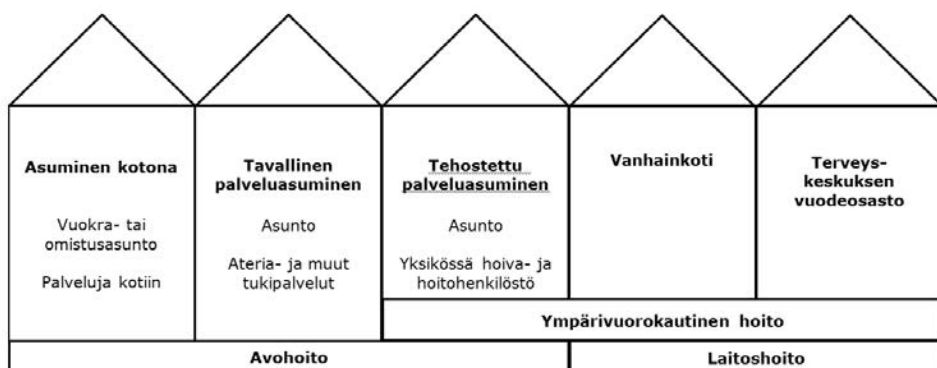 Asuminen kotona
Vuokra- tai
omistusasunto
Palveluja kotiin
Tavallinen
palveluasuminen
Asunto
Ateria- ja muut
tukipalvelut
Tehostettu
palveluasuminen
Asunto
Yksikössä hoiva- ja
hoitohenkilöstö
Vanhainkoti
Terveys-
keskuksen
vuodeosasto
Ympärivuorokautinen hoito
Avohoito
Laitoshoito